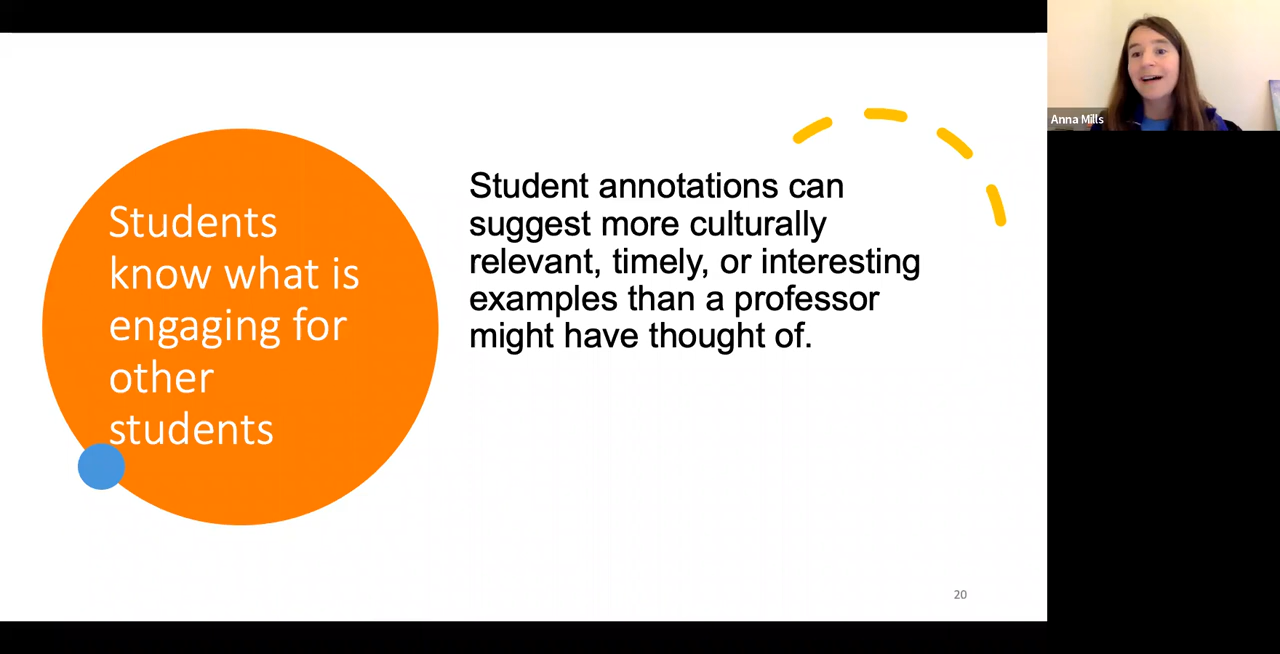 Students
know what is
engaging for
other
students
Student annotations can
suggest more culturally
relevant, timely, or interesting
examples than a professor
might have thought of.
20
Anna Mills